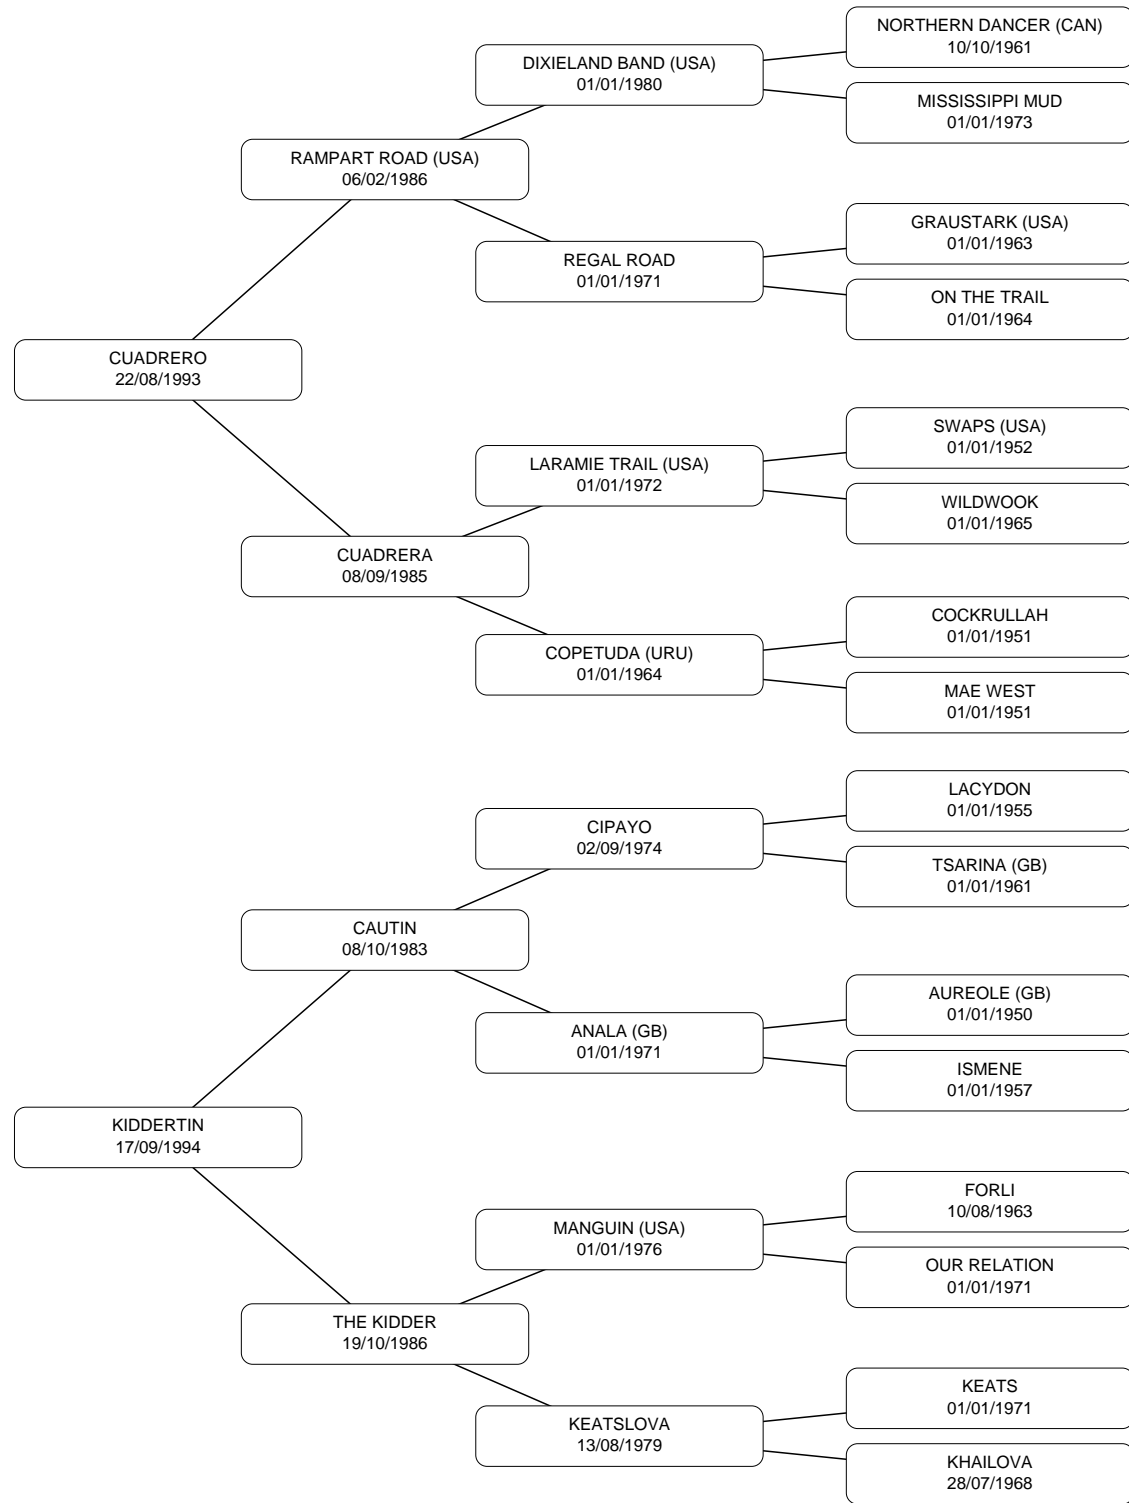 NORTHERN DANCER (CAN)
10/10/1961
DIXIELAND BAND (USA)
01/01/1980
MISSISSIPPI MUD
01/01/1973
RAMPART ROAD (USA)
06/02/1986
GRAUSTARK (USA)
01/01/1963
REGAL ROAD
01/01/1971
ON THE TRAIL
01/01/1964
CUADRERO
22/08/1993
SWAPS (USA)
01/01/1952
LARAMIE TRAIL (USA)
01/01/1972
WILDWOOK
01/01/1965
CUADRERA
08/09/1985
COCKRULLAH
01/01/1951
COPETUDA (URU)
01/01/1964
MAE WEST
01/01/1951
LACYDON
01/01/1955
CIPAYO
02/09/1974
TSARINA (GB)
01/01/1961
CAUTIN
08/10/1983
AUREOLE (GB)
01/01/1950
ANALA (GB)
01/01/1971
ISMENE
01/01/1957
KIDDERTIN
17/09/1994
FORLI
10/08/1963
MANGUIN (USA)
01/01/1976
OUR RELATION
01/01/1971
THE KIDDER
19/10/1986
KEATS
01/01/1971
KEATSLOVA
13/08/1979
KHAILOVA
28/07/1968